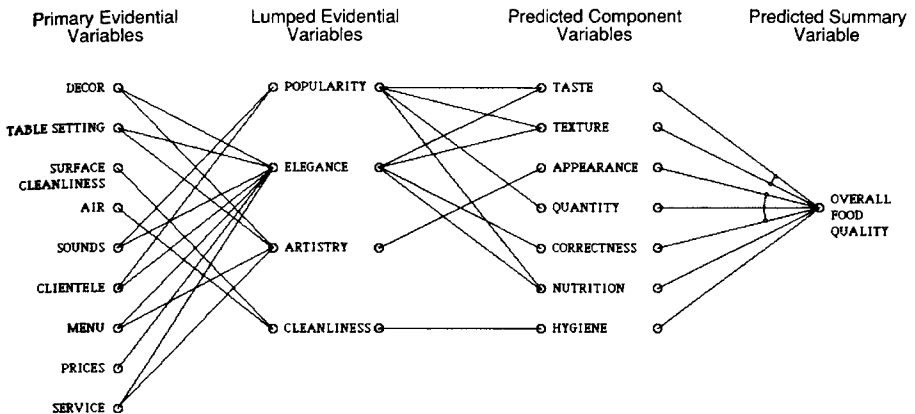 Primary Evidential
Variables
Lumped Evidential
Variables
Predicted Component
Variables
Predicted Summary
Variable
DECOR
TABLE SETTING
SURFACE
CLEANLINESS
AIR
SOUNDS
CLIENTELE
MENU
PRICES
SERVICE
POPULARITY
ELEGANCE
ARTISTRY
CLEANLINESS
TASTE
TEXTURE
APPEARANCE
QUANTITY
CORRECTNESS
NUTRITION
HYGIENE
OVERALL
FOOD
QUALITY